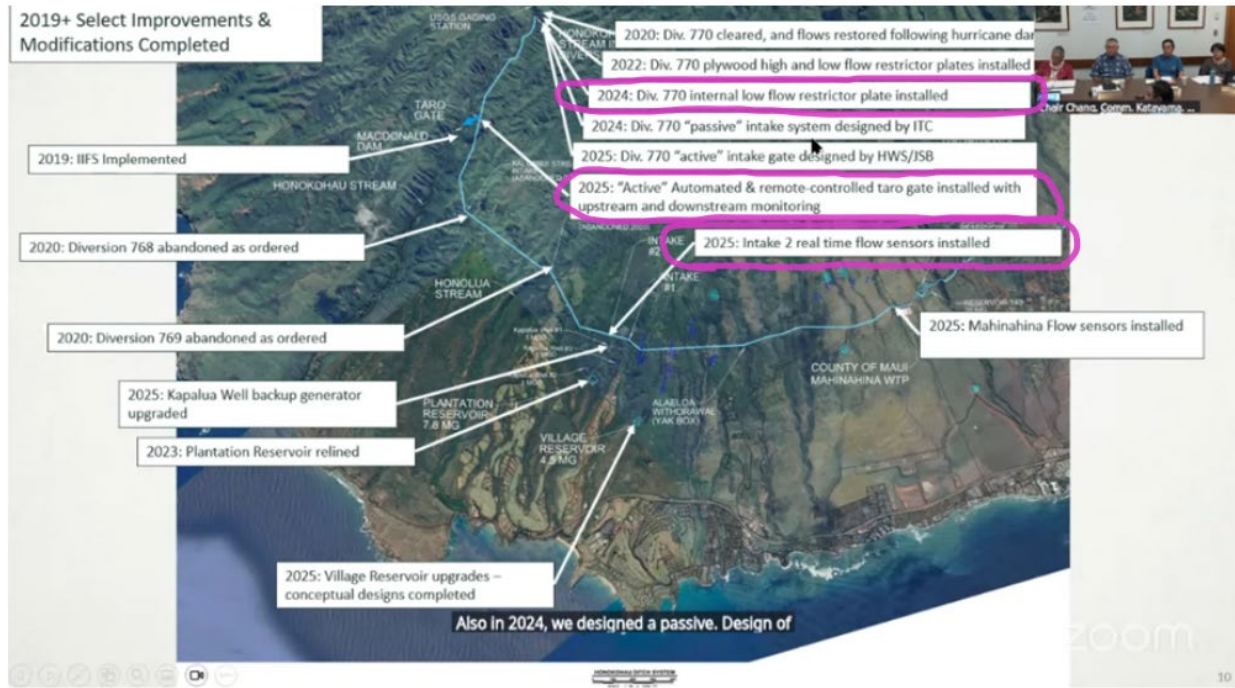 2019+ Select Improvements &
Modifications Completed
USGS GAGING
STATION
2020: Div. 770 cleared, and flows restored following hurricane dar
2022: Div. 770 plywood high and low flow restrictor plates installed
2024: Div. 770 internal low flow restrictor plate installed
2024: Div. 770 "passive" intake system designed by ITC
2025: Div. 770 "active" intake gate designed by HWS/JSB
2025: "Active" Automated & remote-controlled taro gate installed with
upstream and downstream monitoring
2025: Intake 2 real time flow sensors installed
Chair Chang, Comm. Katayama, ...
TARO
GATE
MACDONALD
DAM
2019: IIFS Implemented
HONOKOHAU STREAM
2020: Diversion 768 abandoned as ordered
INTAKE
#2
INTAKE
#1
HONOLUA
STREAM
2020: Diversion 769 abandoned as ordered
2025: Mahinahina Flow sensors installed
COUNTY OF MAUI
MAHINAHINA WTP
2025: Kapalua Well backup generator
upgraded
PLANTATION
RESERVOIR
7.6 MG
ALAELOA
WITHDRAWAL
(YAK BOX)
2023: Plantation Reservoir relined
VILLAGE
RESERVOIR
4.5 MG
2025: Village Reservoir upgrades –
conceptual designs completed
Also in 2024, we designed a passive. Design of
zoom
HONOKOHAU DITCH SYSTEM
10